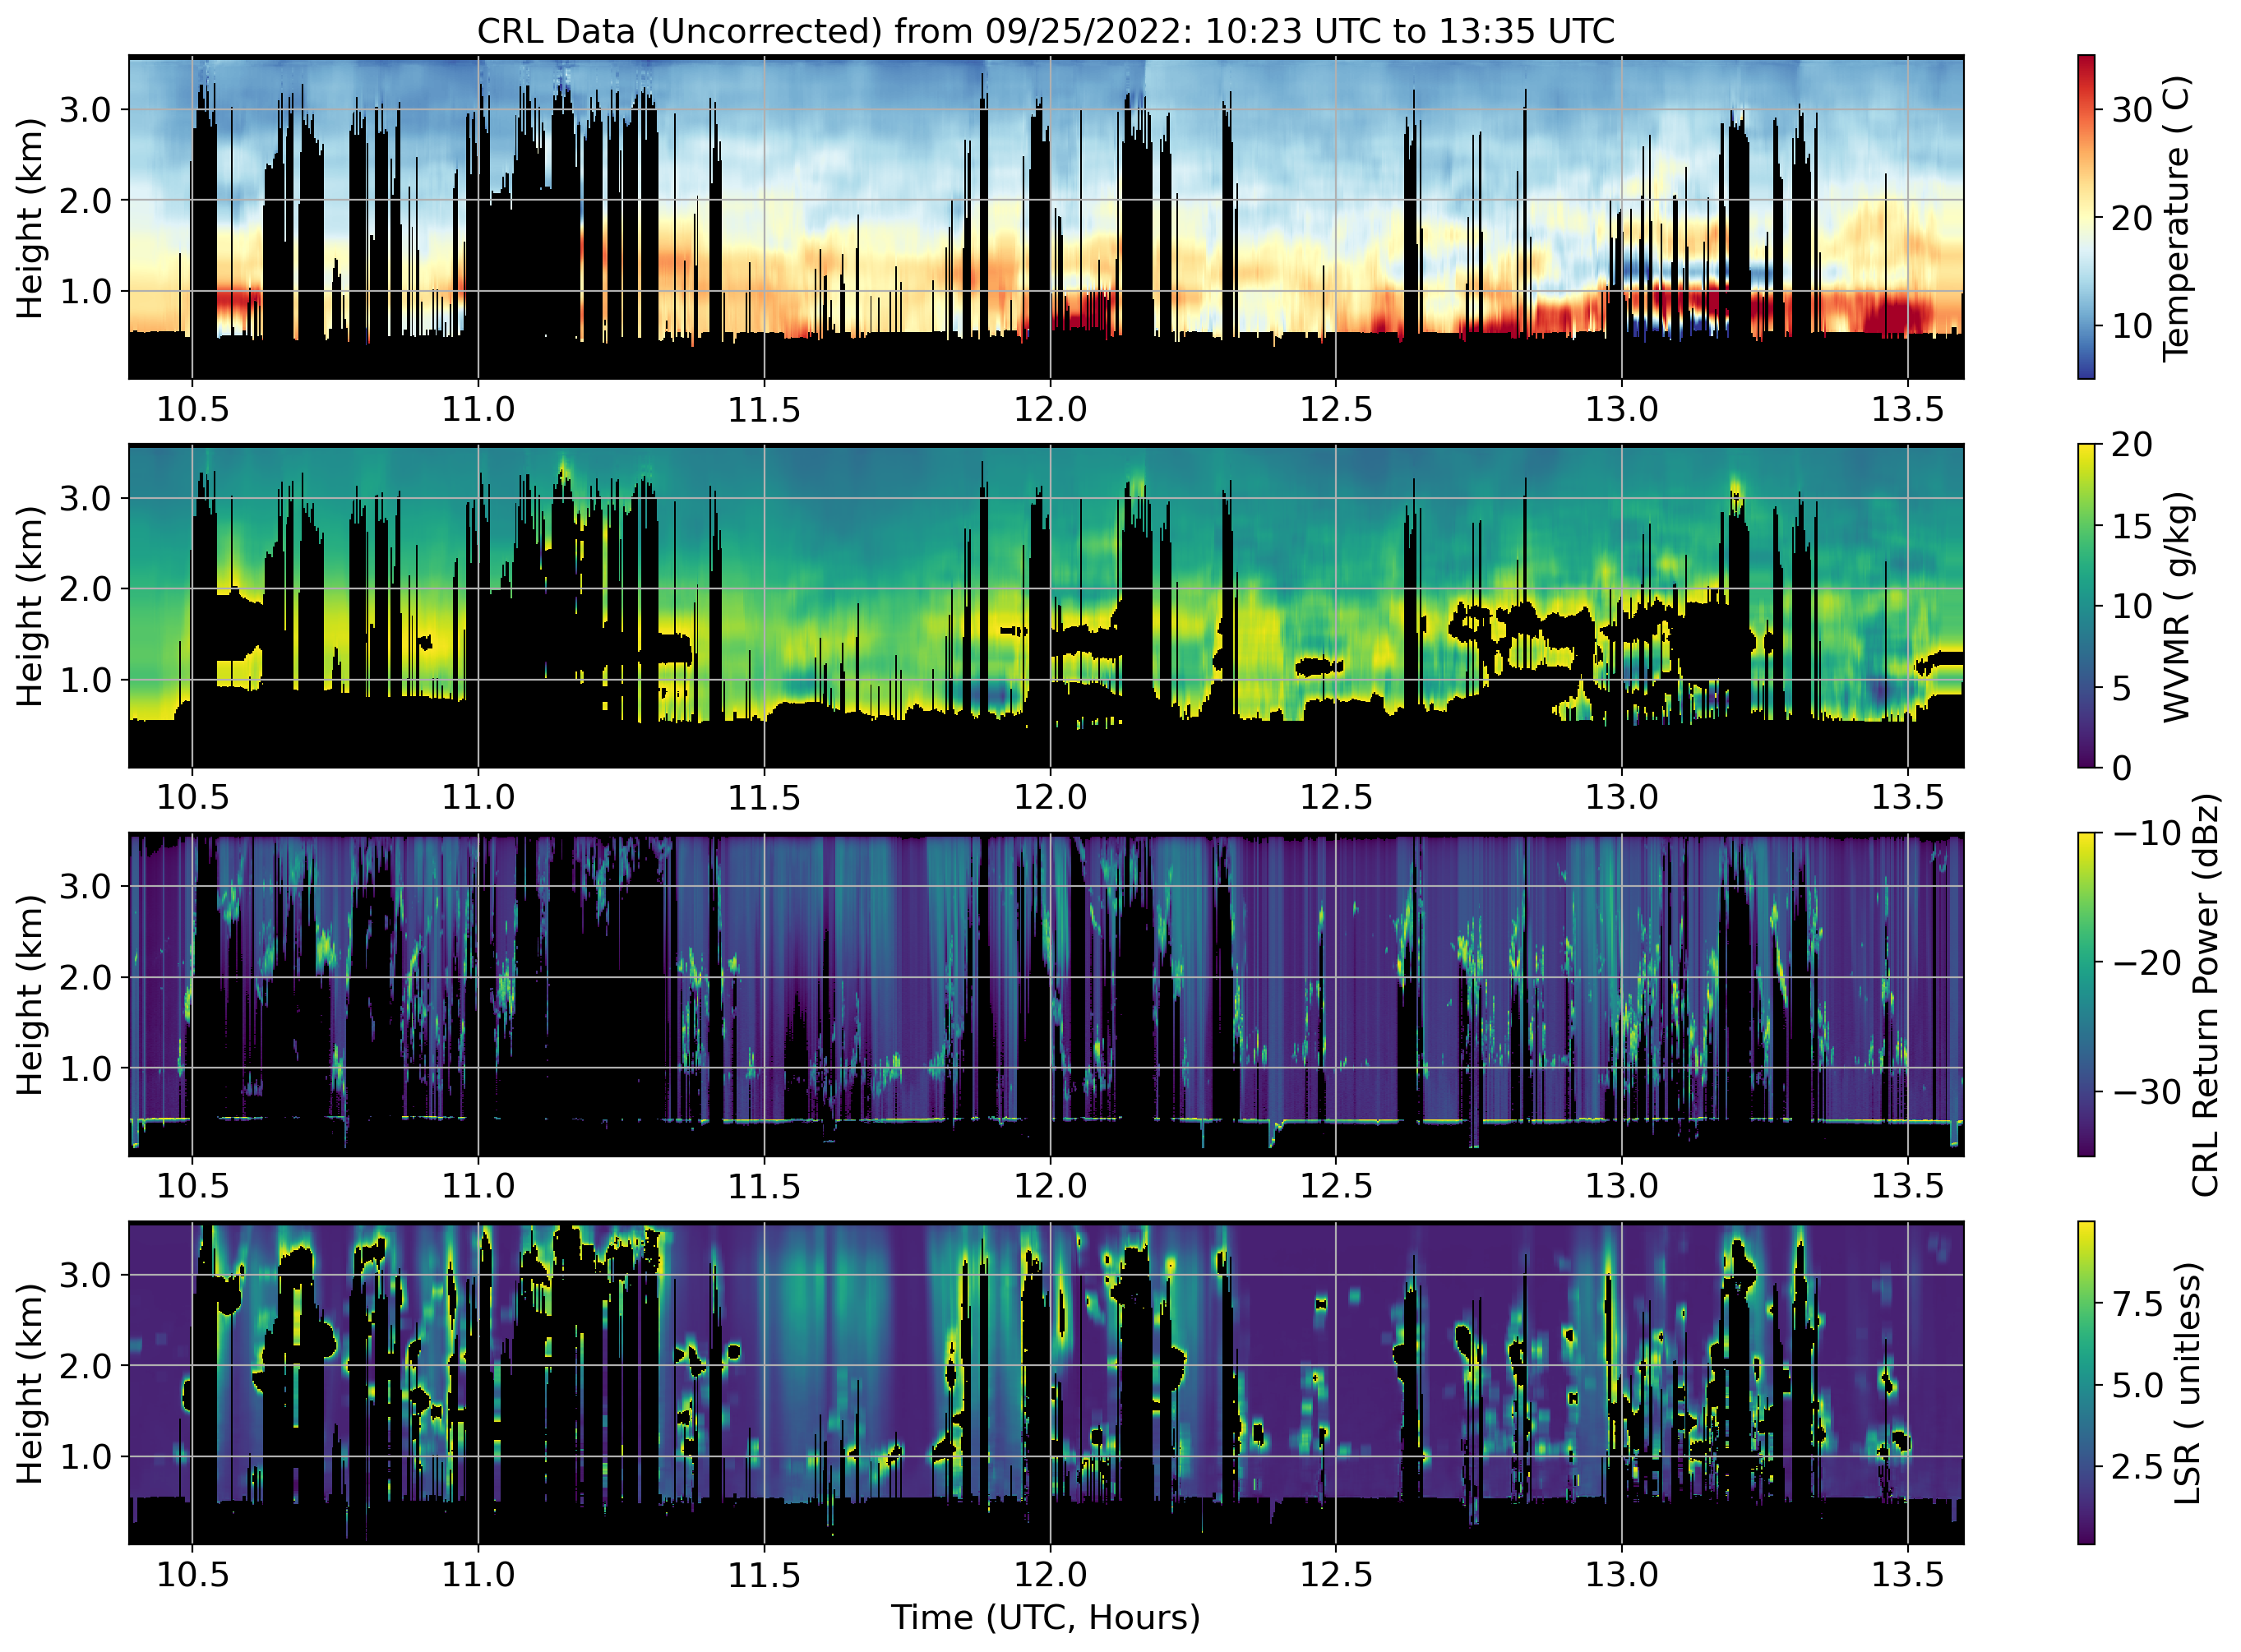 CRL Data (Uncorrected) from 09/25/2022: 10:23 UTC to 13:35 UTC
Height (km)
3.0
2.0
1.0
10.5 11.0 11.5 12.0 12.5 13.0 13.5
30
20
10
Temperature ( C)
Height (km)
3.0
2.0
1.0
10.5 11.0 11.5 12.0 12.5 13.0 13.5
20
15
10
5
0
WVMR ( g/kg)
Height (km)
3.0
2.0
1.0
10.5 11.0 11.5 12.0 12.5 13.0 13.5
−10
−20
−30
CRL Return Power (dBz)
Height (km)
3.0
2.0
1.0
10.5 11.0 11.5 12.0 12.5 13.0 13.5
7.5
5.0
2.5
LSR ( unitless)
Time (UTC, Hours)